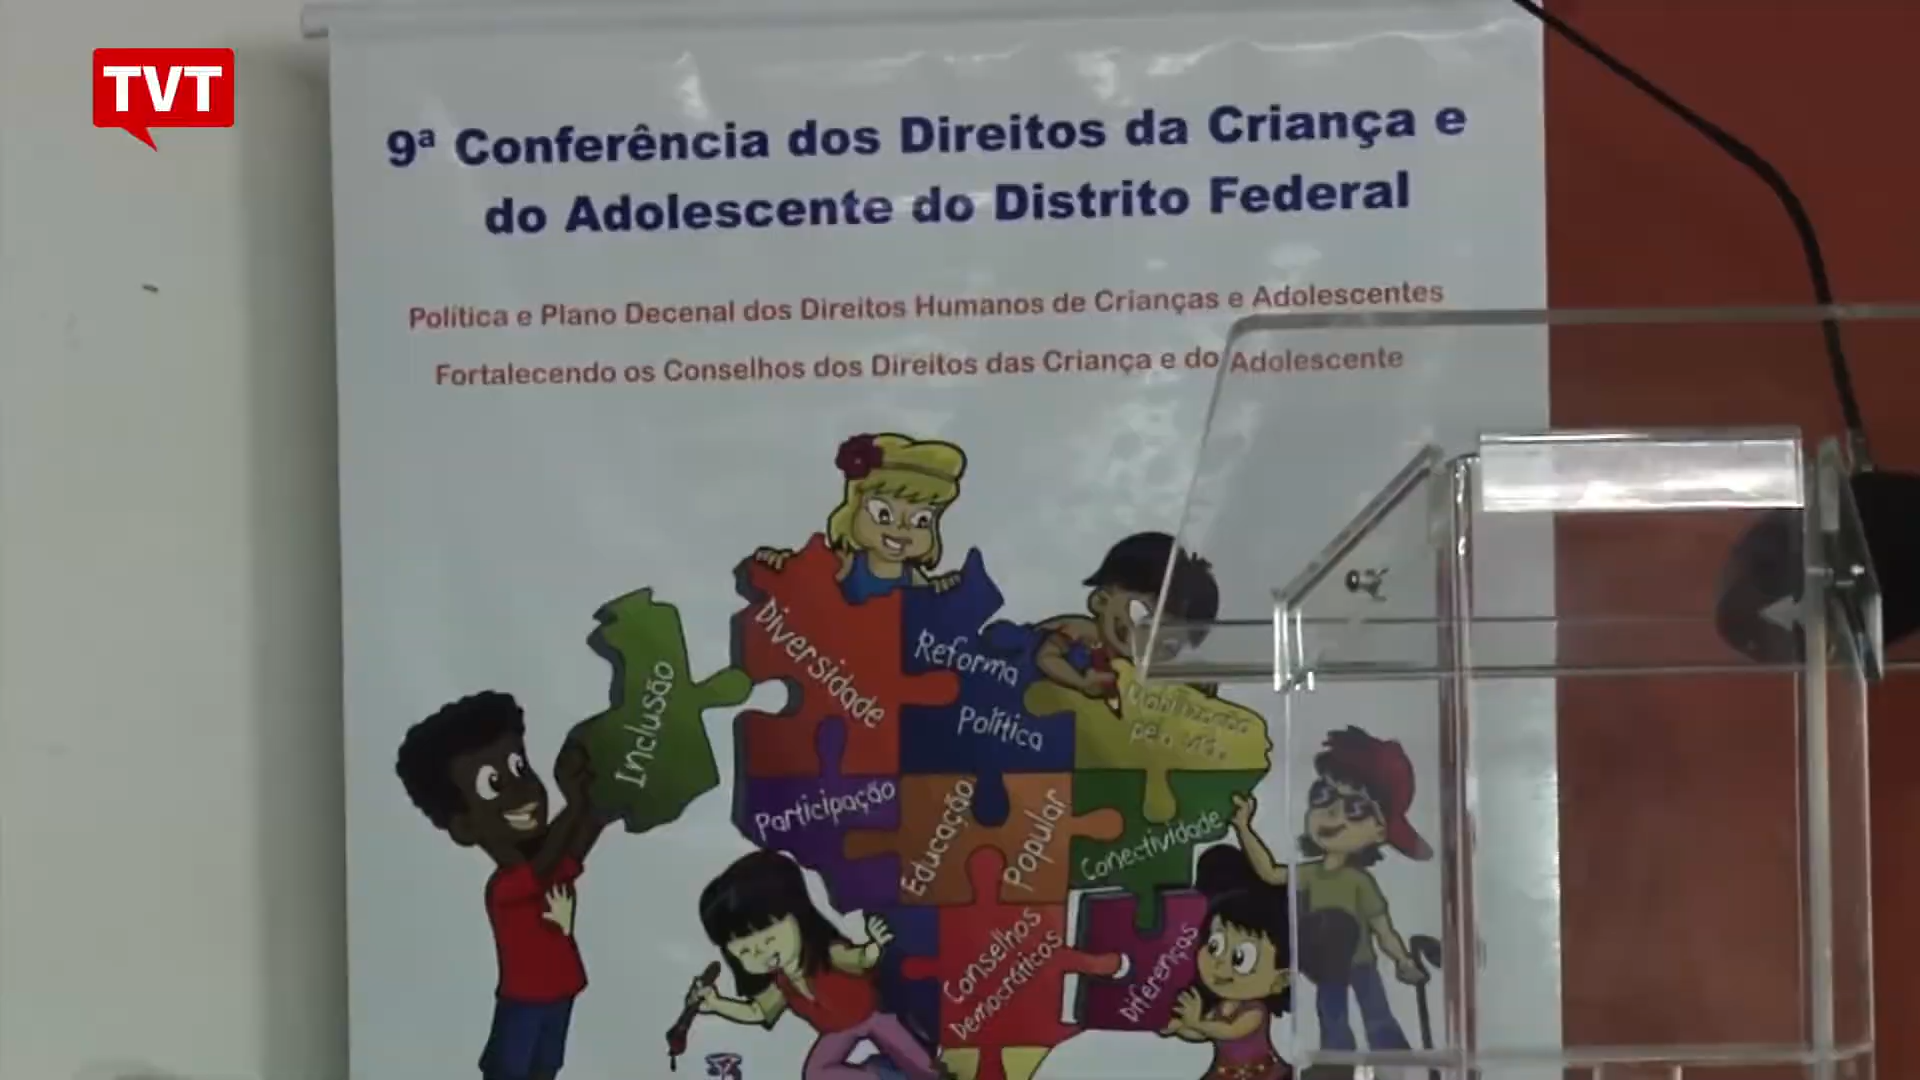 TVT
9ª Conferência dos Direitos da Criança e
do Adolescente do Distrito Federal
Política e Plano Decenal dos Direitos Humanos de Crianças e Adolescentes
Fortalecendo os Conselhos dos Direitos das Criança e do Adolescente
Inclusão
Diversidade
Reforma
Política
Participação
Educação
Popular
Conectividade
Conselhos
Democráticos
Diferenças